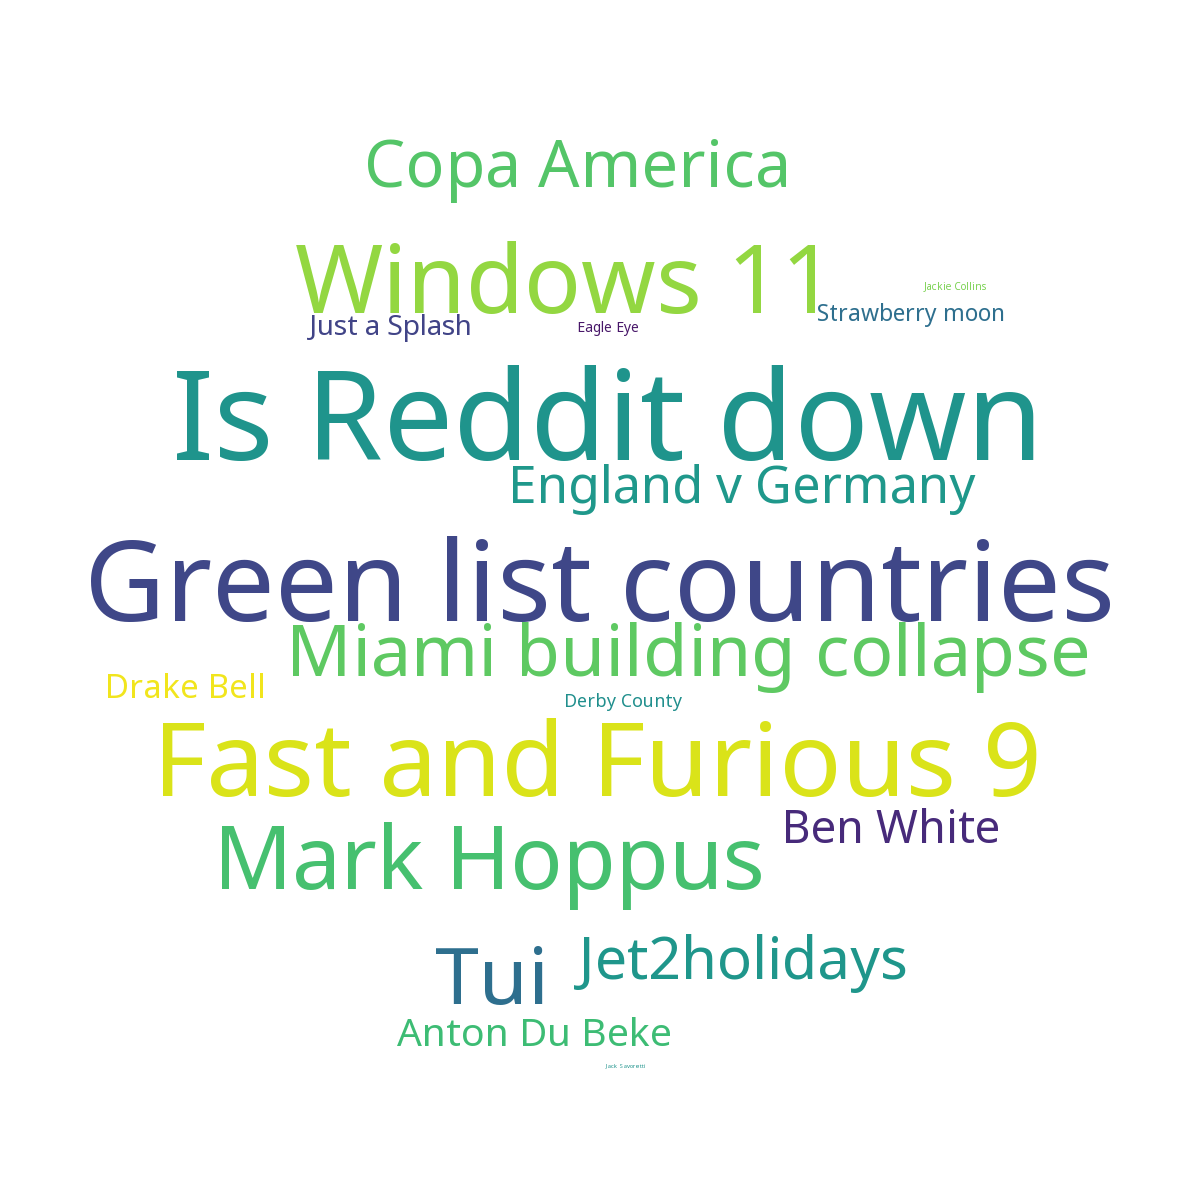 Copa America
Windows 11
Jackie Collins
Strawberry moon
Just a Splash
Eagle Eye
Is Reddit down
England v Germany
Green list countries
Miami building collapse
Drake Bell
Derby County
Fast and Furious 9
Ben White
Mark Hoppus
Jet2holidays
Tui
Anton Du Beke
Jack Savoretti